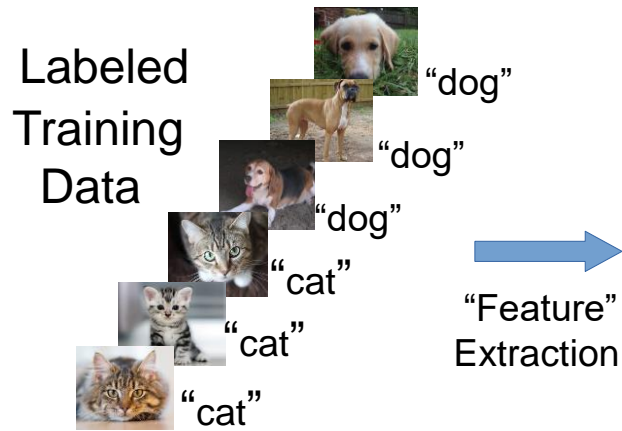 Labeled
Training
Data
“dog”
“dog”
“dog”
“cat”
“cat”
“cat”
“Feature”
Extraction